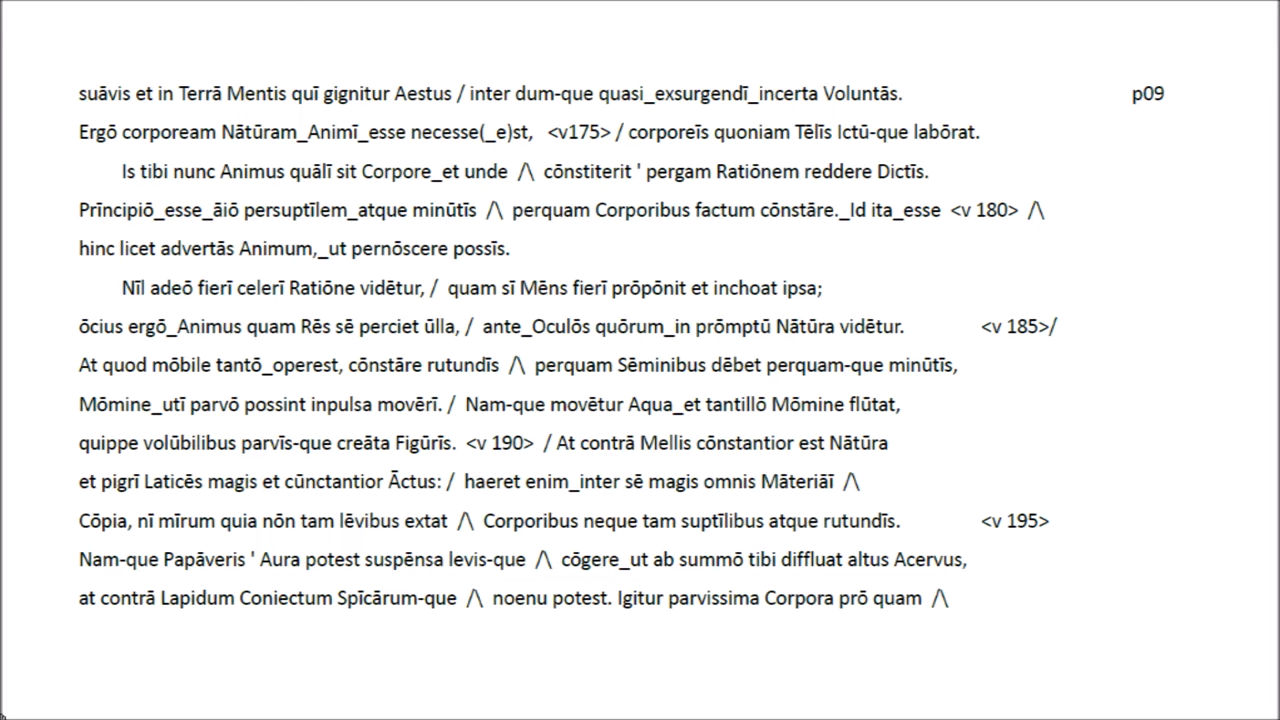 suāvis et in Terrā Mentis quī gignitur Aestus / inter dum-que quasi_exsurgendī_incerta Voluntās. p09
Ergō corpoream Nātūram_Animī_esse necesse(_e)st, <v175> / corporeīs quoniam Tēlīs Ictū-que labōrat.
Is tibi nunc Animus quālī sit Corpore_et unde /\ cōnstiterit ' pergam Ratiōnem reddere Dictīs.
Prīncipiō_esse_āiō persuptīlem_atque minūtīs /\ perquam Corporibus factum cōnstāre._Id ita_esse <v 180> /\
hinc licet advertās Animum,_ut pernōscere possīs.
Nīl adeō fierī celerī Ratiōne vidētur, / quam sī Mēns fierī prōpōnit et inchoat ipsa;
ōcius ergō_Animus quam Rēs sē perciet ūlla, / ante_Oculōs quōrum_in prōmptū Nātūra vidētur. <v 185>/
At quod mōbile tantō_operest, cōnstāre rutundīs /\ perquam Sēminibus dēbet perquam-que minūtīs,
Mōmine_utī parvō possint inpulsa movērī. / Nam-que movētur Aqua_et tantillō Mōmine flūtat,
quippe volūbilibus parvīs-que creāta Figūrīs. <v 190> / At contrā Mellis cōnstantior est Nātūra
et pigrī Laticēs magis et cūnctantior Āctus: / haeret enim_inter sē magis omnis Māteriāī /\
Cōpia, nī mīrum quia nōn tam lēvibus extat /\ Corporibus neque tam suptīlibus atque rutundīs. <v 195>
Nam-que Papāveris ' Aura potest suspēnsa levis-que /\ cōgere_ut ab summō tibi diffluat altus Acervus,
at contrā Lapidum Coniectum Spīcārum-que /\ noenu potest. Igitur parvissima Corpora prō quam /\